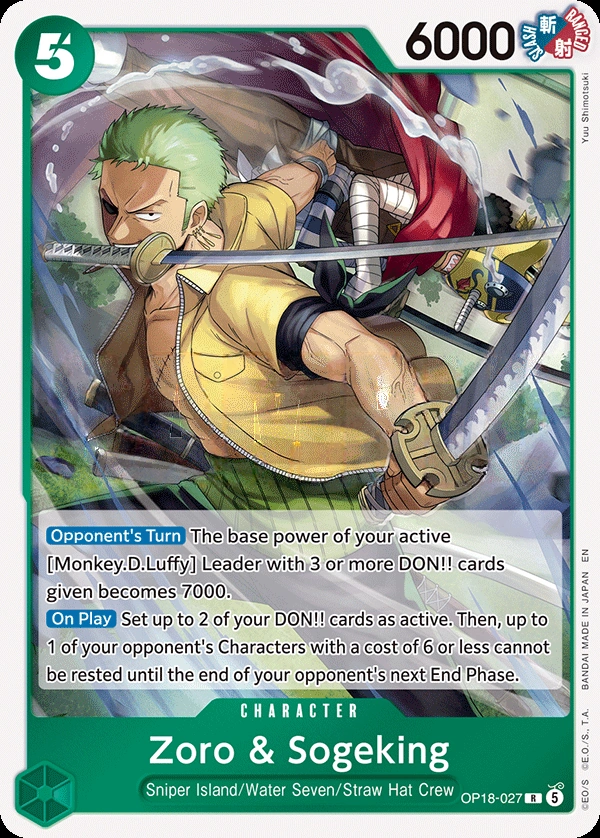 5
6000
SLASH 斬 射 RANGED
Yuu Shimotsuki
Opponent's Turn The base power of your active
[Monkey.D.Luffy] Leader with 3 or more DON!! cards
given becomes 7000.
On Play Set up to 2 of your DON!! cards as active. Then, up to
1 of your opponent's Characters with a cost of 6 or less cannot
be rested until the end of your opponent's next End Phase.
CHARACTER
Zoro & Sogeking
Sniper Island/Water Seven/Straw Hat Crew
OP18-027 R 5
©EO/S ©E.O./S., T.A. BANDAI MADE IN JAPAN EN